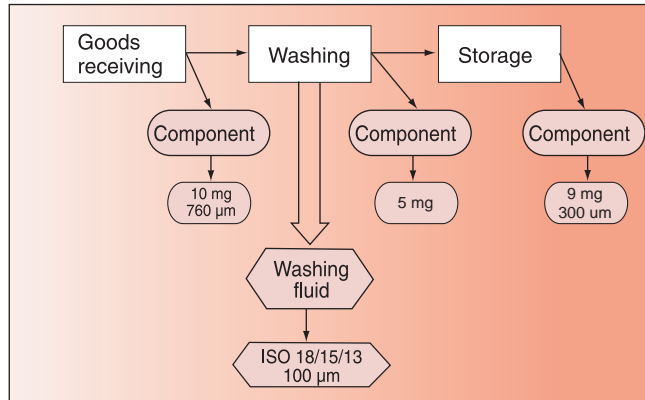 Goods
receiving
Washing
Storage
Component
Component
Component
10 mg
760 µm
5 mg
9 mg
300 um
Washing
fluid
ISO 18/15/13
100 µm